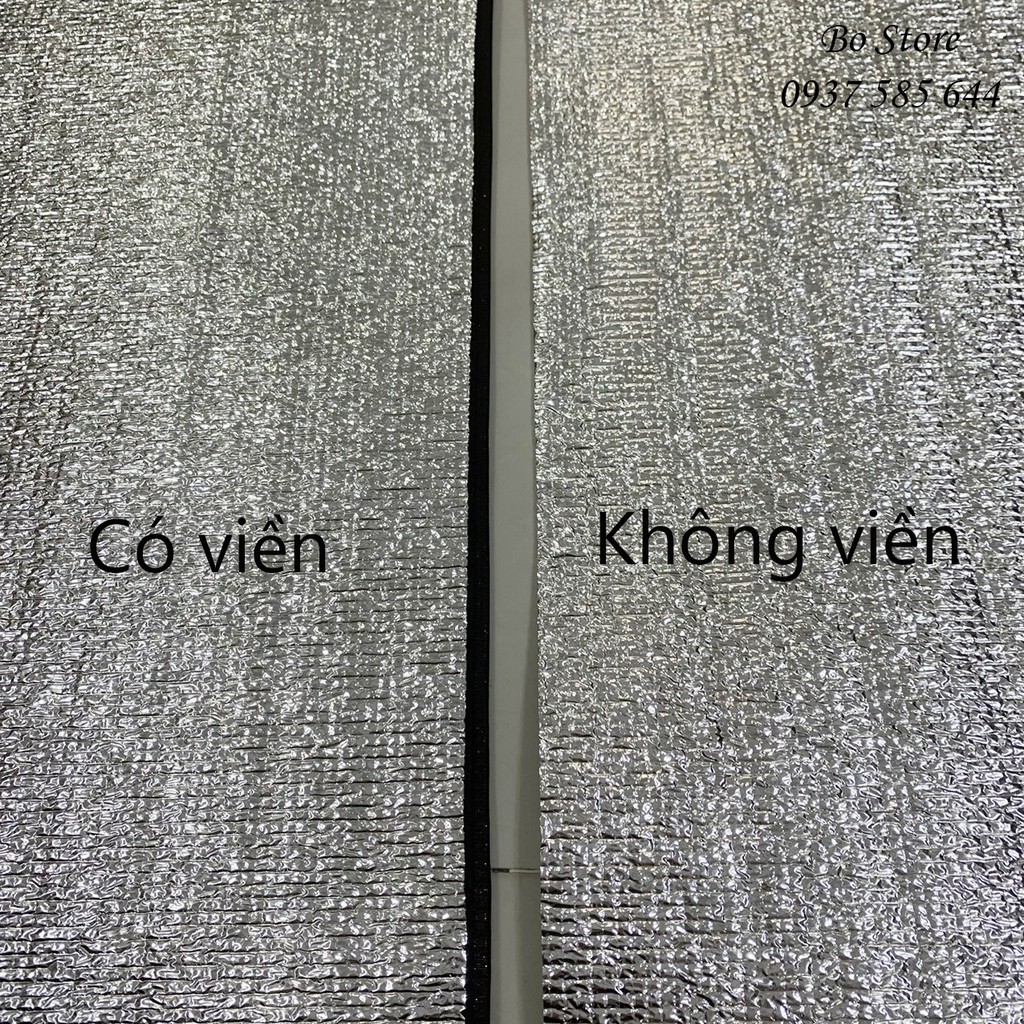 Bo Store
0937 585 644
Có viền
Không viền